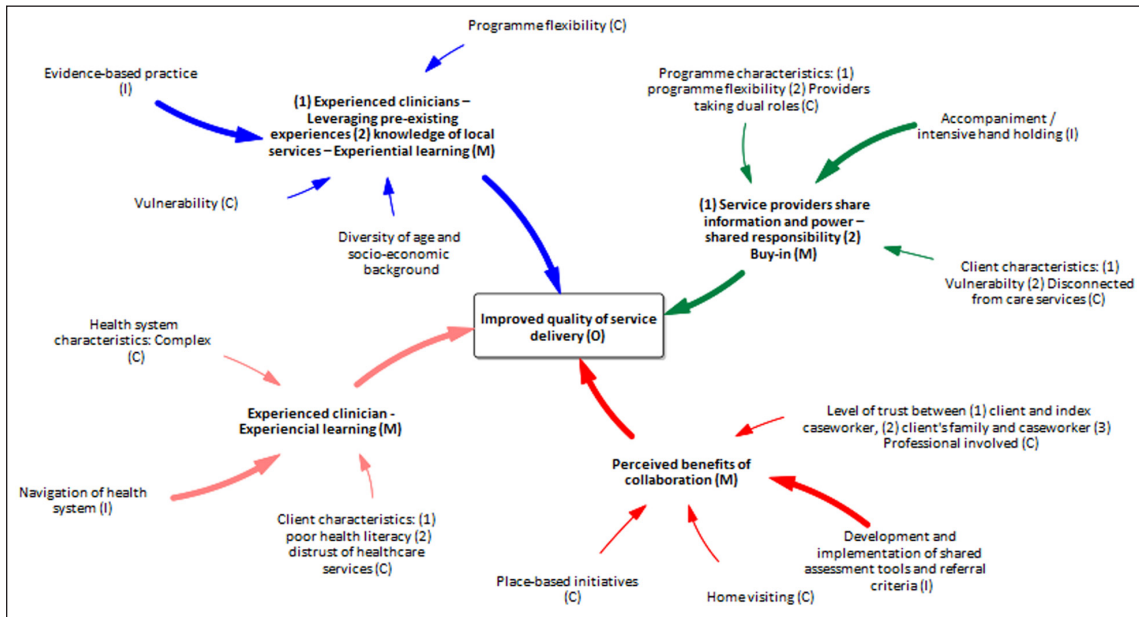 Programme flexibility (C)
Evidence-based practice
(I)
(1) Experienced clinicians –
Leveraging pre-existing
experiences (2) knowledge of local
services – Experiential learning (M)
Vulnerability (C)
Diversity of age and
socio-economic
background
Programme characteristics: (1)
programme flexibility (2) Providers
taking dual roles (C)
Accompaniment /
intensive hand holding (I)
(1) Service providers share
information and power –
shared responsibility (2)
Buy-in (M)
Client characteristics: (1)
Vulnerabilty (2) Disconnected
from care services (C)
Improved quality of service
delivery (O)
Health system
characteristics: Complex
(C)
Experienced clinician -
Experiencial learning (M)
Navigation of health
system (I)
Client characteristics: (1)
poor health literacy (2)
distrust of healthcare
services (C)
Level of trust between (1) client and index
caseworker, (2) client's family and caseworker (3)
Professional involved (C)
Perceived benefits of
collaboration (M)
Development and
implementation of shared
assessment tools and referral
criteria (I)
Place-based initiatives
(C)
Home visiting (C)